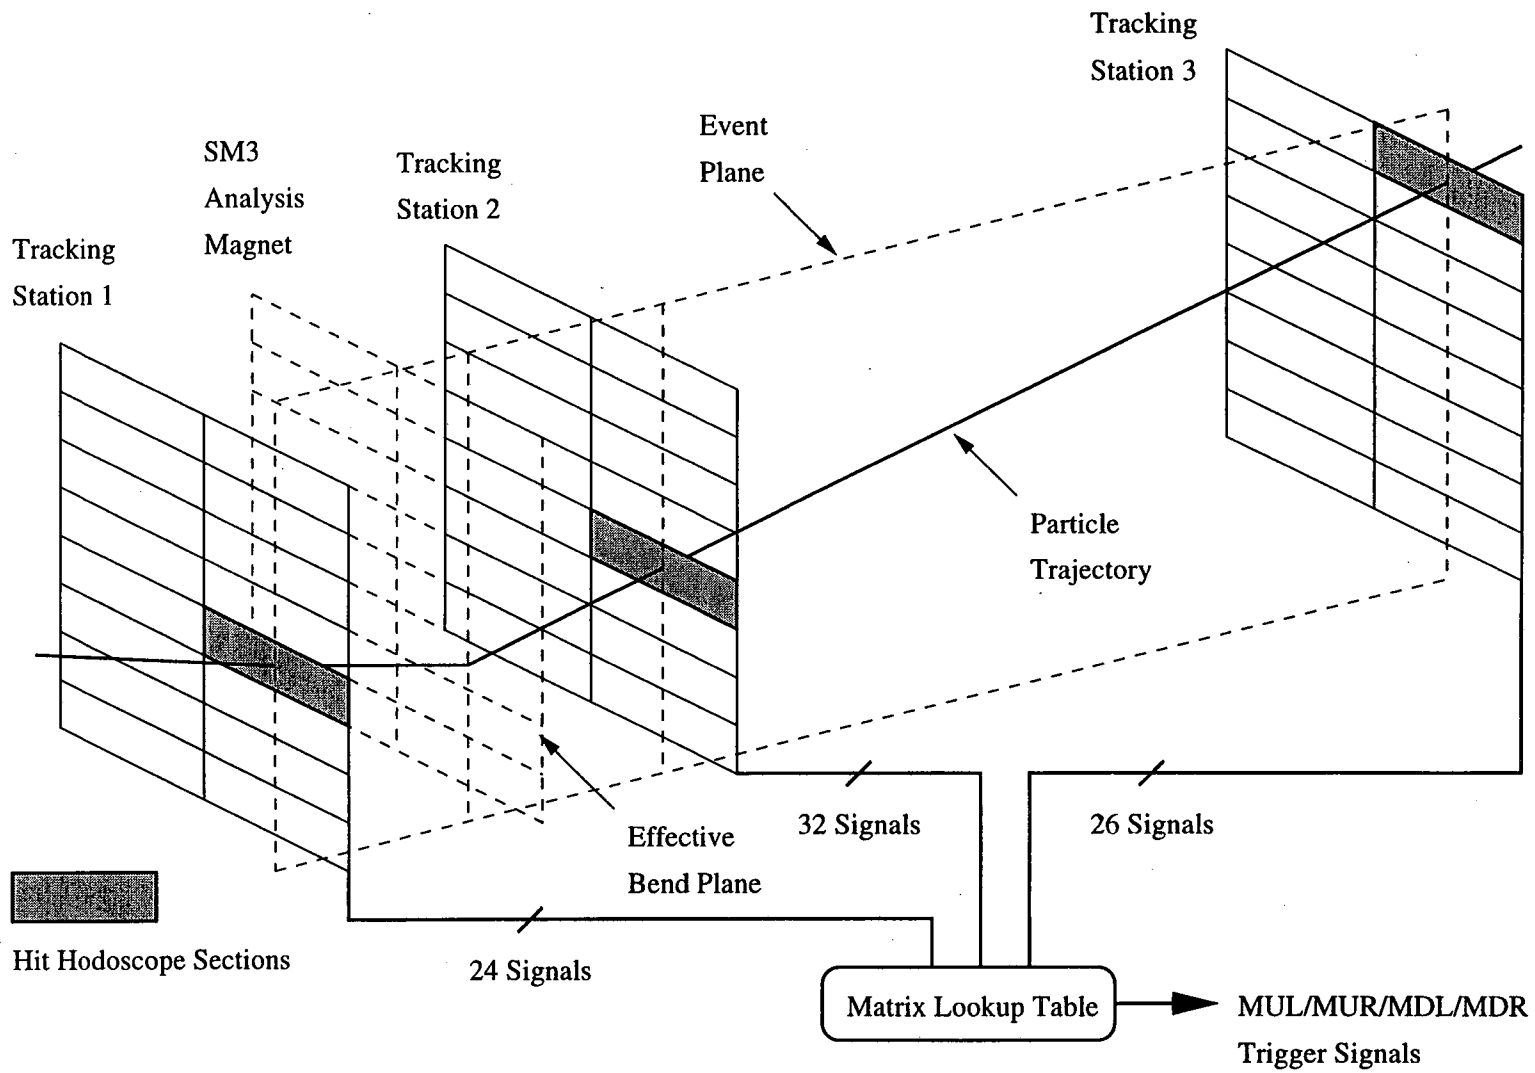 Tracking
Station 3
Event
Plane
SM3
Analysis
Magnet
Tracking
Station 2
Tracking
Station 1
Particle
Trajectory
Effective
Bend Plane
32 Signals
26 Signals
24 Signals
Hit Hodoscope Sections
Matrix Lookup Table
MUL/MUR/MDL/MDR
Trigger Signals